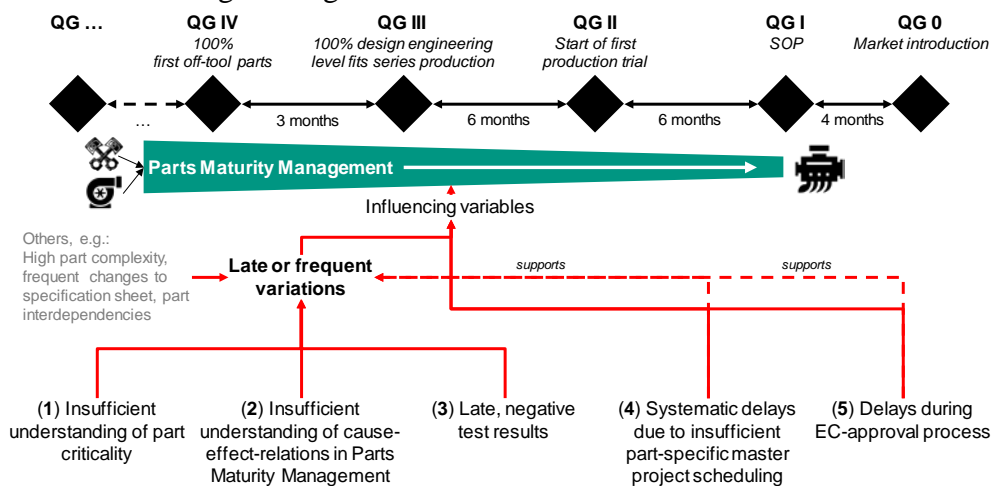 QG ... QG IV QG III QG II QG I QG 0
100% 100% design engineering Start of first SOP Market introduction
first off-tool parts level fits series production production trial
... 3 months 6 months 6 months 4 months
Parts Maturity Management
Influencing variables
Others, e.g.:
High part complexity,
frequent changes to
specification sheet, part
interdependencies
Late or frequent
variations
supports supports
(1) Insufficient
understanding of part
criticality
(2) Insufficient
understanding of cause-
effect-relations in Parts
Maturity Management
(3) Late, negative
test results
(4) Systematic delays
due to insufficient
part-specific master
project scheduling
(5) Delays during
EC-approval process